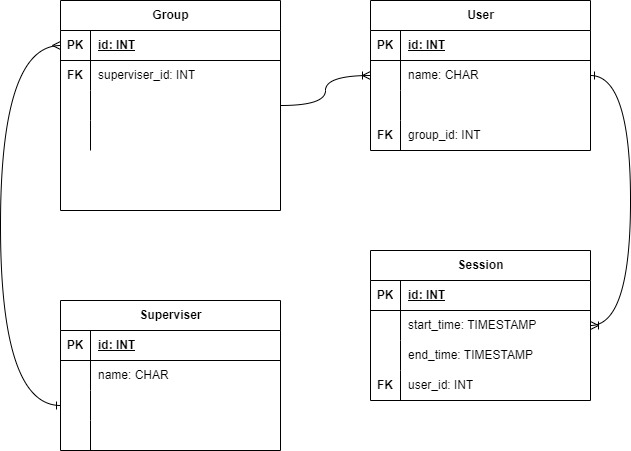 Group
PK id: INT
FK superviser_id: INT
User
PK id: INT
name: CHAR
FK group_id: INT
Superviser
PK id: INT
name: CHAR
Session
PK id: INT
start_time: TIMESTAMP
end_time: TIMESTAMP
FK user_id: INT